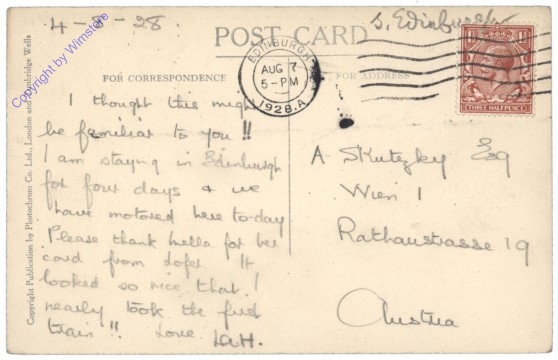 4-8-28
POST CARD
S. Edinburgh
EDINBURGH
AUG 7
5-PM
1928.A
THREE HALFPENCE
FOR CORRESPONDENCE
FOR ADDRESS
I thought this might
be familiar to you !!
I am staying in Edinburgh
for four days & we
have motored here to-day
Please thank Mella for her
card from Lofer. It
looked so nice that I
nearly took the first
train !! Love
A Skutezky Esq
Wien 1
Rathausstrasse 19
Austria
Copyright Publication by Photochrom Co. Ltd., London and Tunbridge Wells
Copyright by Wimstore